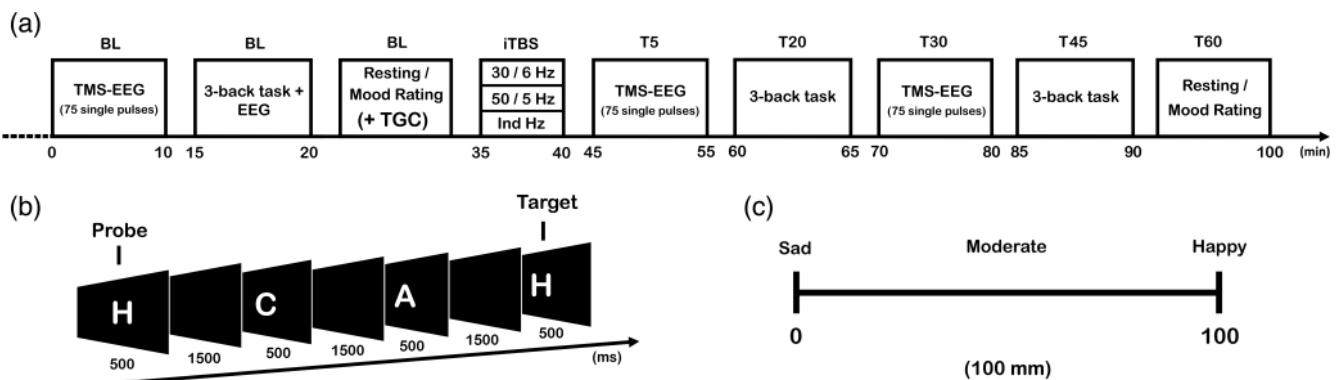 (a)
BL BL BL iTBS T5 T20 T30 T45 T60
TMS-EEG
(75 single pulses)
3-back task +
EEG
Resting /
Mood Rating
(+ TGC)
30 / 6 Hz
50 / 5 Hz
Ind Hz
TMS-EEG
(75 single pulses)
3-back task
TMS-EEG
(75 single pulses)
3-back task
Resting /
Mood Rating
0 10 15 20 35 40 45 55 60 65 70 80 85 90 100 (min)
(b)
Probe
Target
H C A H
500 1500 500 1500 500 1500 500 (ms)
(c)
Sad Moderate Happy
0 100
(100 mm)